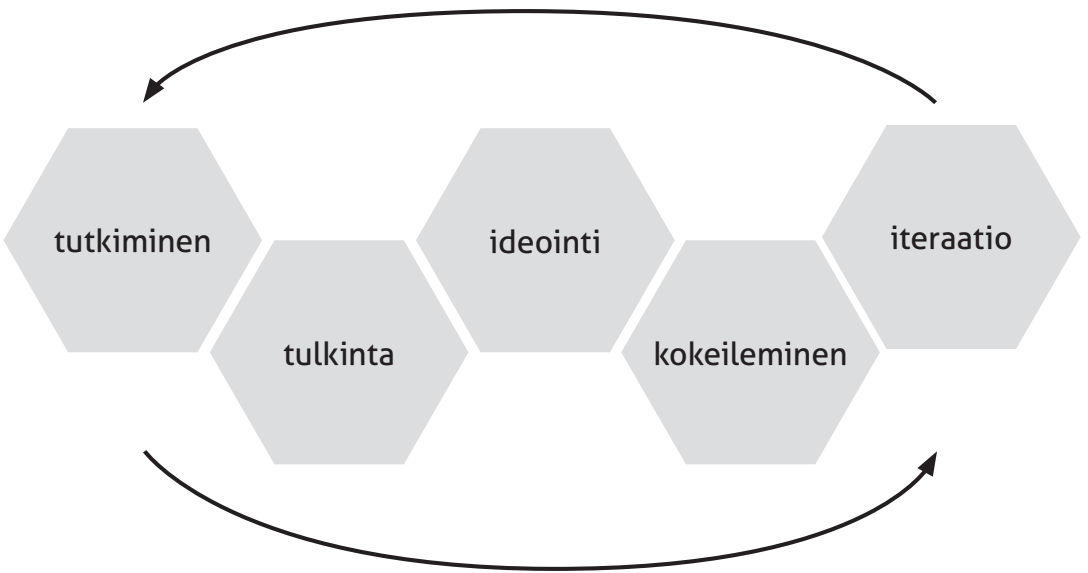 tutkiminen
tulkinta
ideointi
kokeileminen
iteraatio